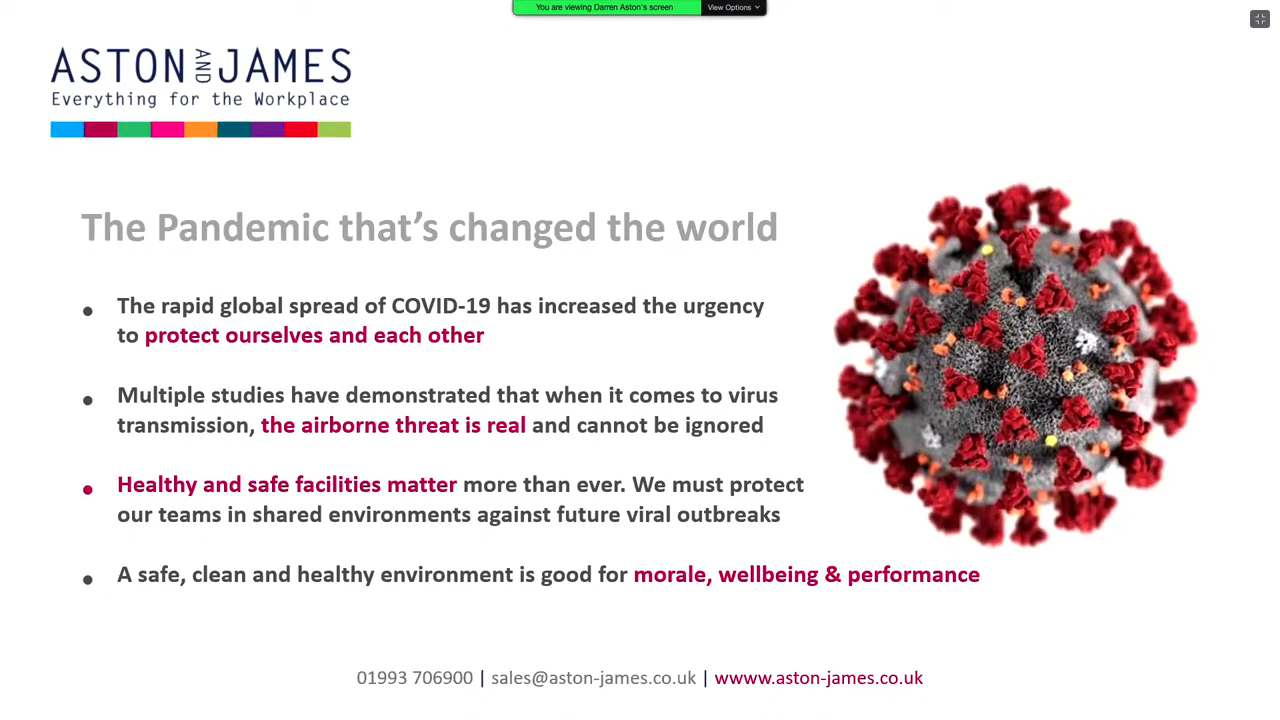 You are viewing Darren Aston's screen
View Options
ASTON AND JAMES
Everything for the Workplace
The Pandemic that's changed the world
• The rapid global spread of COVID-19 has increased the urgency
to protect ourselves and each other
• Multiple studies have demonstrated that when it comes to virus
transmission, the airborne threat is real and cannot be ignored
• Healthy and safe facilities matter more than ever. We must protect
our teams in shared environments against future viral outbreaks
• A safe, clean and healthy environment is good for morale, wellbeing & performance
01993 706900 | sales@aston-james.co.uk | wwww.aston-james.co.uk